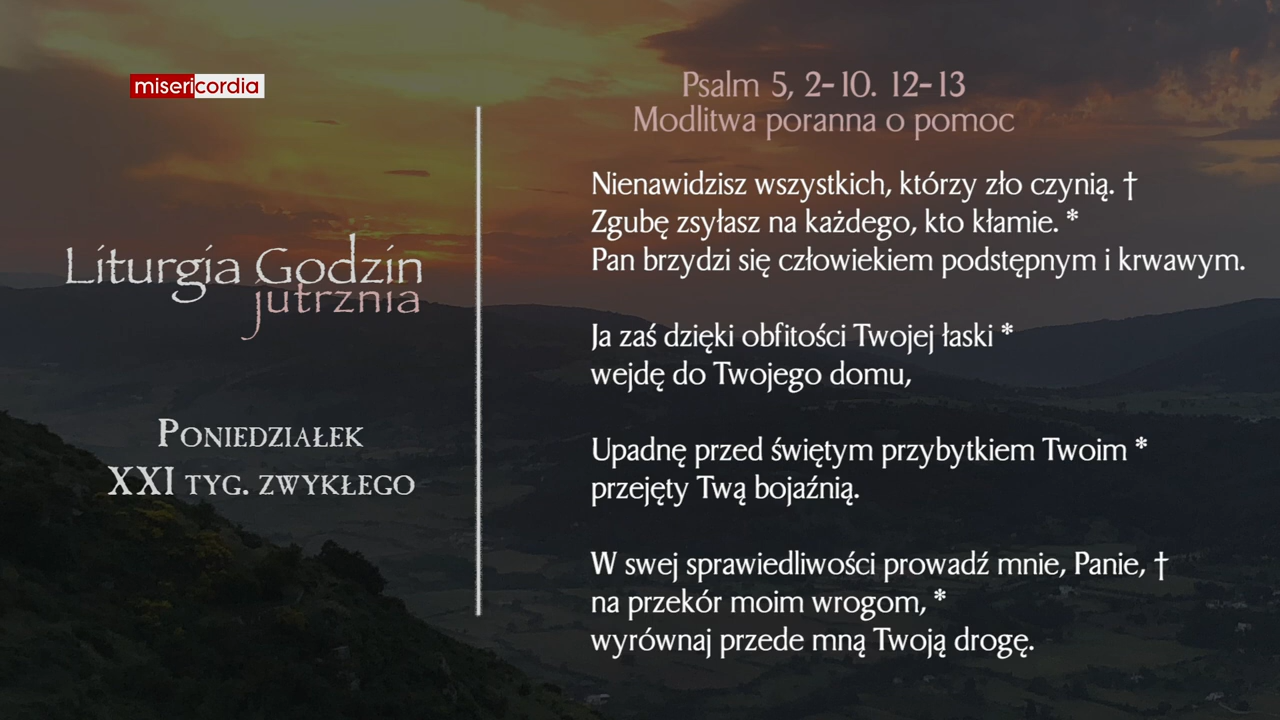 misericordia
Liturgia Godzin
jutrznia
Poniedziałek
XXI tyg. zwykłego
Psalm 5, 2-10. 12-13
Modlitwa poranna o pomoc
Nienawidzisz wszystkich, którzy zło czynią. †
Zgubę zsyłasz na każdego, kto kłamie. *
Pan brzydzi się człowiekiem podstępnym i krwawym.
Ja zaś dzięki obfitości Twojej łaski *
wejdę do Twojego domu,
Upadnę przed świętym przybytkiem Twoim *
przejęty Twą bojaźnią.
W swej sprawiedliwości prowadź mnie, Panie, †
na przekór moim wrogom, *
wyrównaj przede mną Twoją drogę.